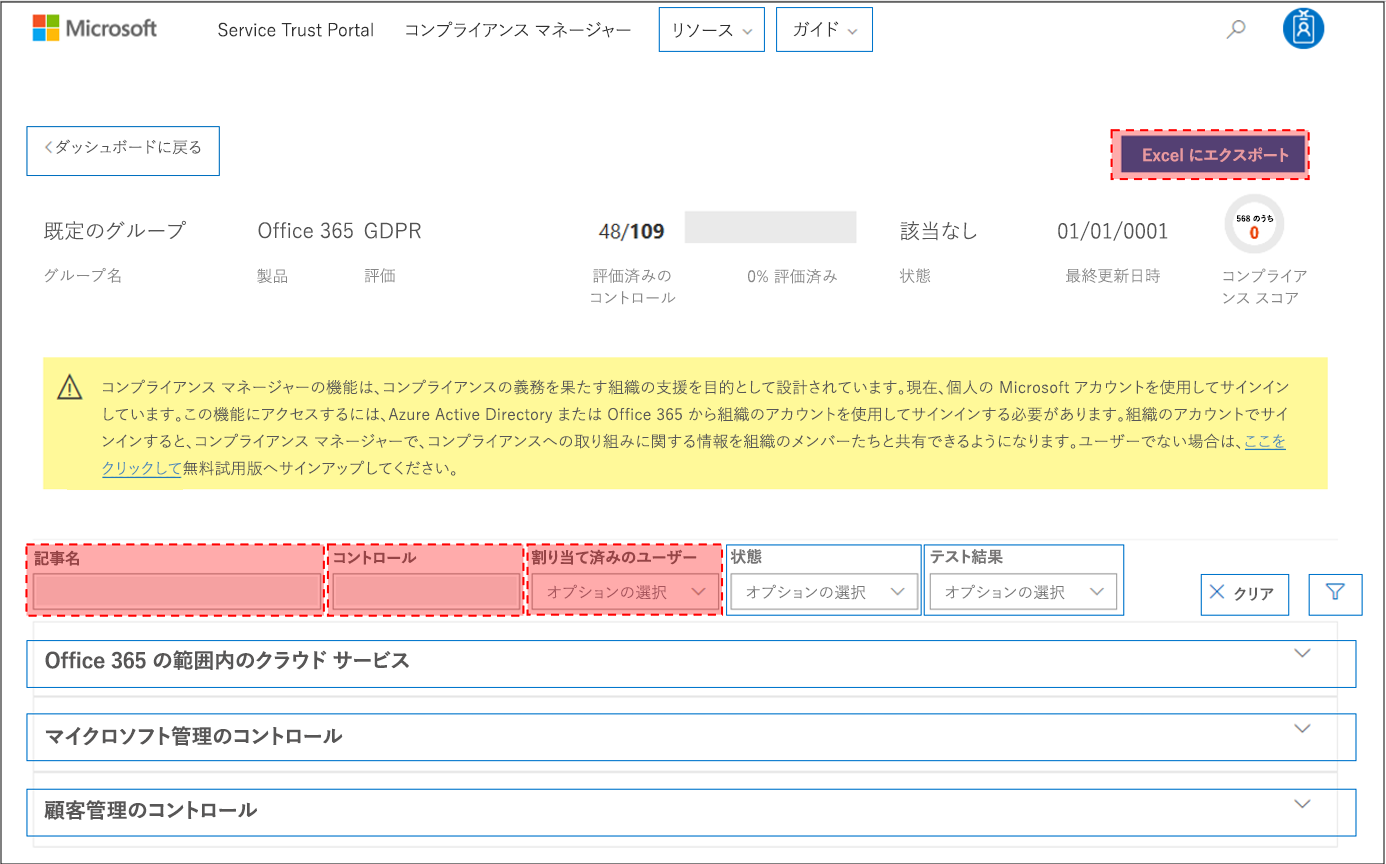 Microsoft Service Trust Portal コンプライアンス マネージャー リソース ガイド
ダッシュボードに戻る
Excel にエクスポート
既定のグループ Office 365 GDPR 48/109 該当なし 01/01/0001 568 のうち
0
グループ名 製品 評価 評価済みの 0% 評価済み 状態 最終更新日時 コンプライア
コントロール ンス スコア
コンプライアンス マネージャーの機能は、コンプライアンスの義務を果たす組織の支援を目的として設計されています。現在、個人の Microsoft アカウントを使用してサインイン
しています。この機能にアクセスするには、Azure Active Directory または Office 365 から組織のアカウントを使用してサインインする必要があります。組織のアカウントでサイ
ンインすると、コンプライアンス マネージャーで、コンプライアンスへの取り組みに関する情報を組織のメンバーたちと共有できるようになります。ユーザーでない場合は、ここを
クリックして無料試用版へサインアップしてください。
記事名 コントロール 割り当て済みのユーザー 状態 テスト結果
オプションの選択 オプションの選択 オプションの選択 クリア
Office 365 の範囲内のクラウド サービス
マイクロソフト管理のコントロール
顧客管理のコントロール